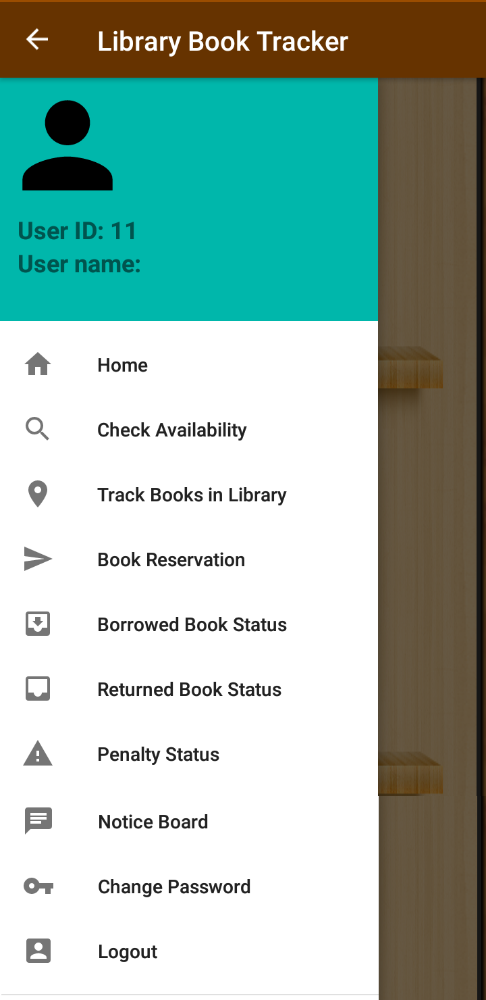 Library Book Tracker
User ID: 11
User name:
Home
Check Availability
Track Books in Library
Book Reservation
Borrowed Book Status
Returned Book Status
Penalty Status
Notice Board
Change Password
Logout